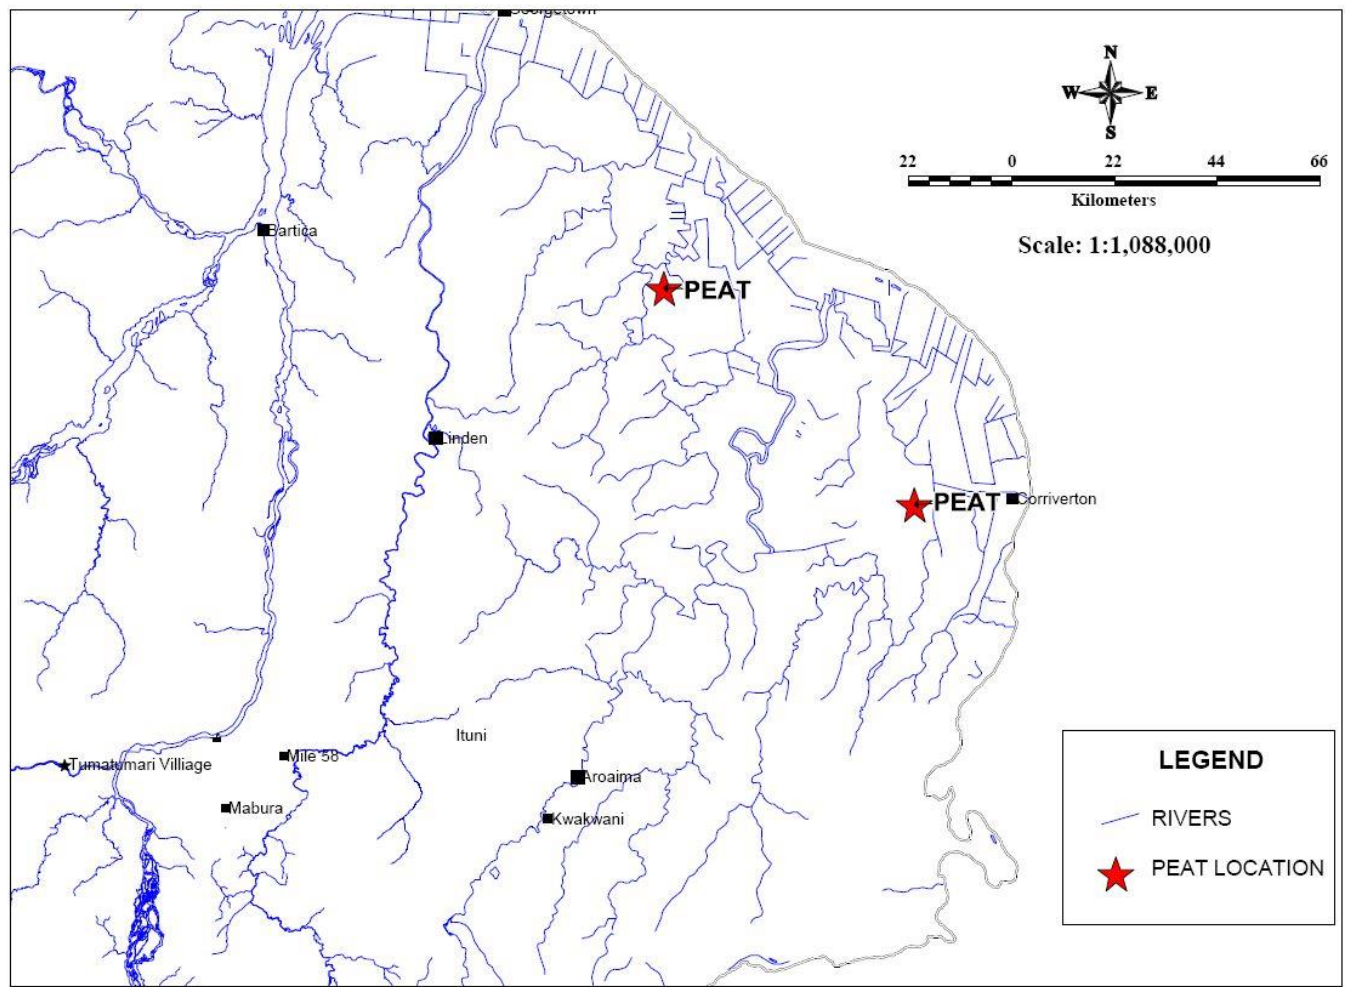 Georgetown
N
W E
S
22 0 22 44 66
Kilometers
Scale: 1:1,088,000
Bartica
PEAT
Linden
PEAT
Corriverton
Ituni
Mile 58
Tumatumari Villiage
Aroaima
Mabura
Kwakwani
LEGEND
RIVERS
PEAT LOCATION